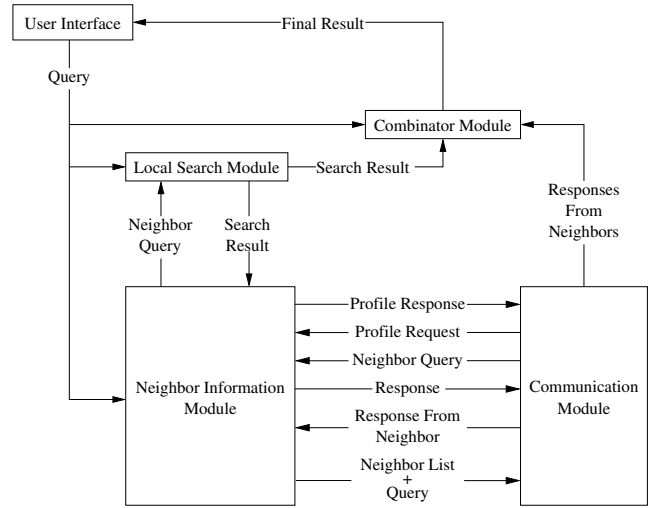 User Interface
Final Result
Query
Combinator Module
Local Search Module
Search Result
Responses
From
Neighbors
Neighbor
Query
Search
Result
Profile Response
Profile Request
Neighbor Query
Neighbor Information
Module
Response
Communication
Module
Response From
Neighbor
Neighbor List
+
Query